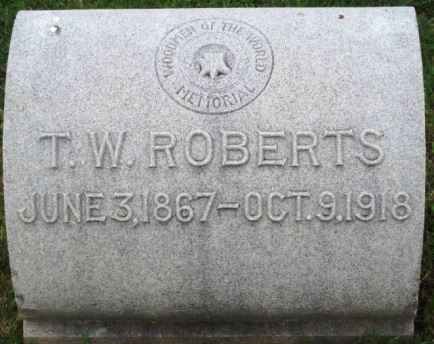 WOODMEN OF THE WORLD
MEMORIAL
T. W. ROBERTS
JUNE 3, 1867 — OCT. 9, 1918